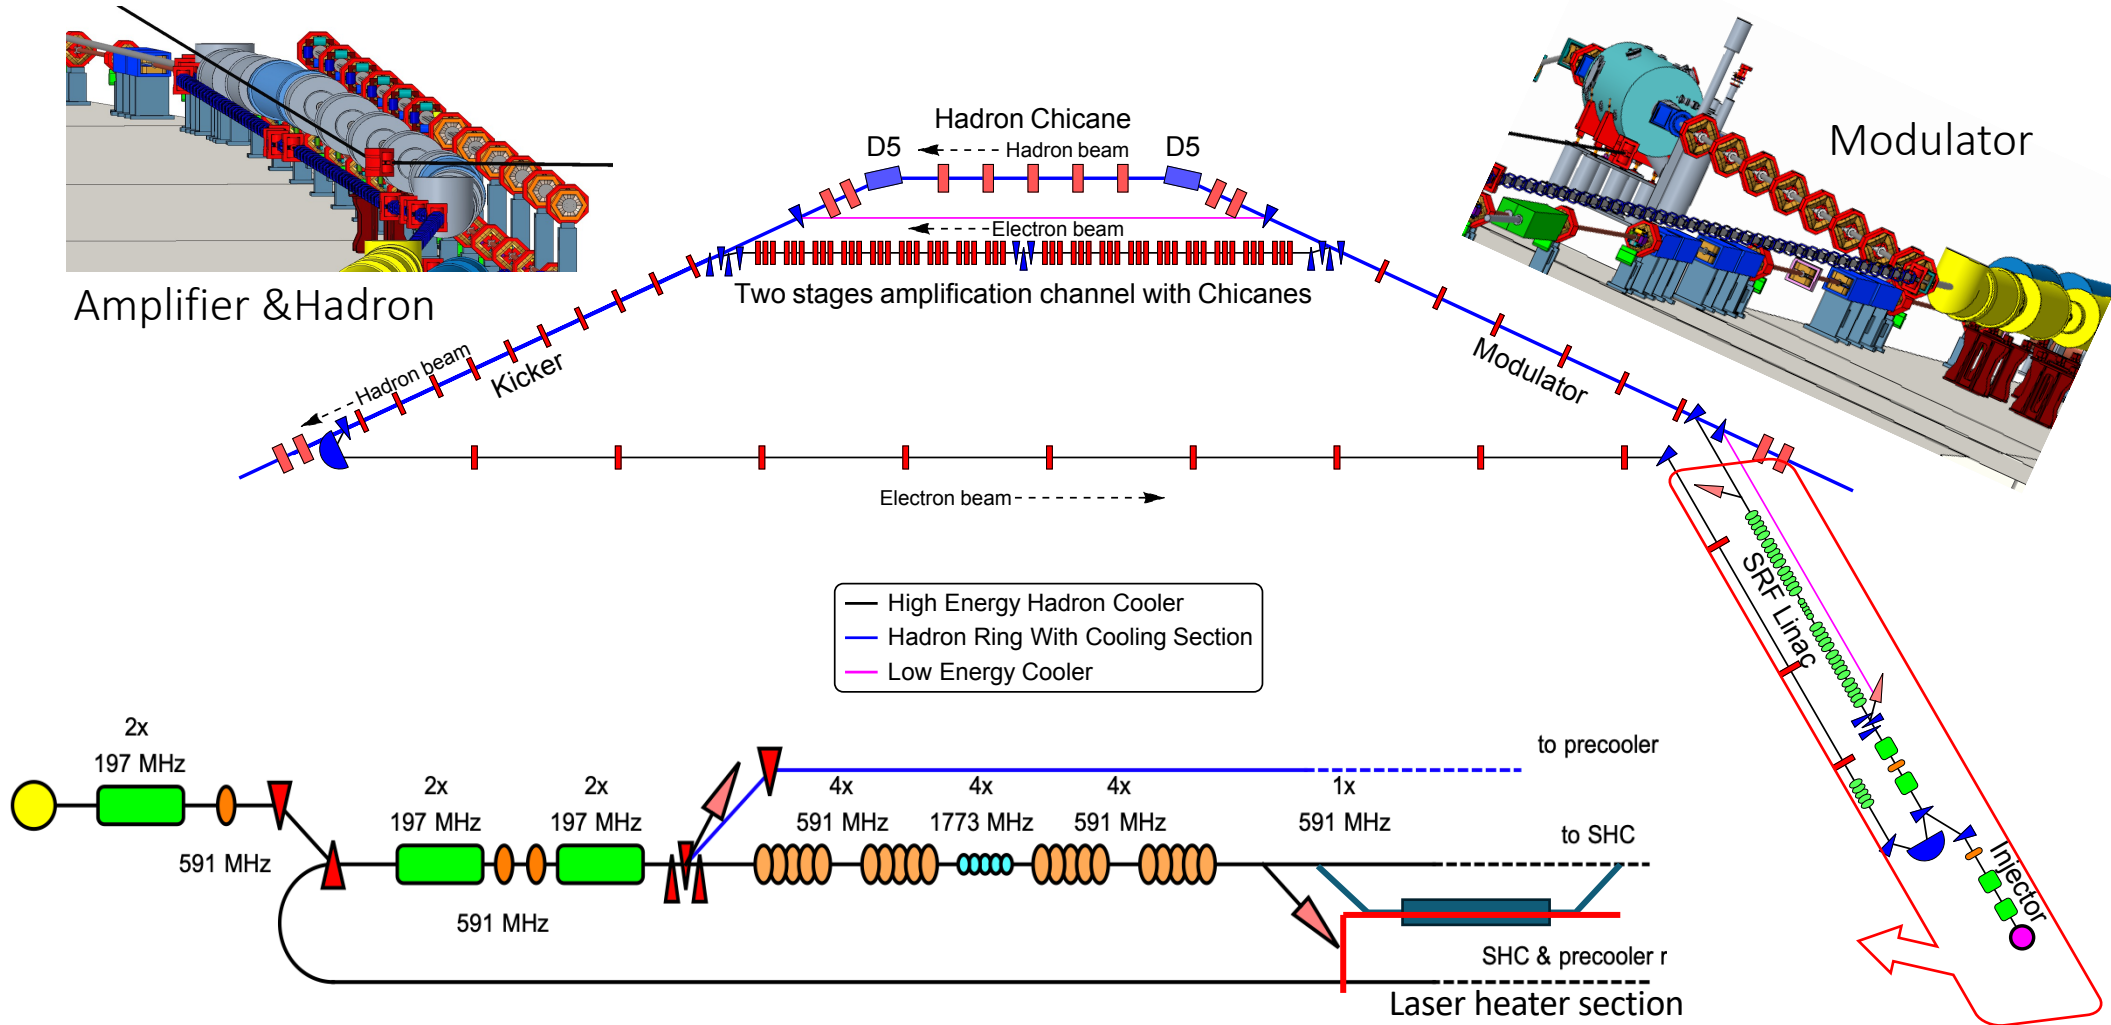 Hadron Chicane
D5
D5
Hadron beam
Electron beam
Two stages amplification channel with Chicanes
Amplifier &Hadron
Modulator
Hadron beam
Kicker
Modulator
Electron beam
SRF Linac
Injector
High Energy Hadron Cooler
Hadron Ring With Cooling Section
Low Energy Cooler
2x
197 MHz
591 MHz
2x
197 MHz
2x
197 MHz
591 MHz
4x
591 MHz
4x
1773 MHz
4x
591 MHz
1x
591 MHz
to precooler
to SHC
SHC & precooler r
Laser heater section